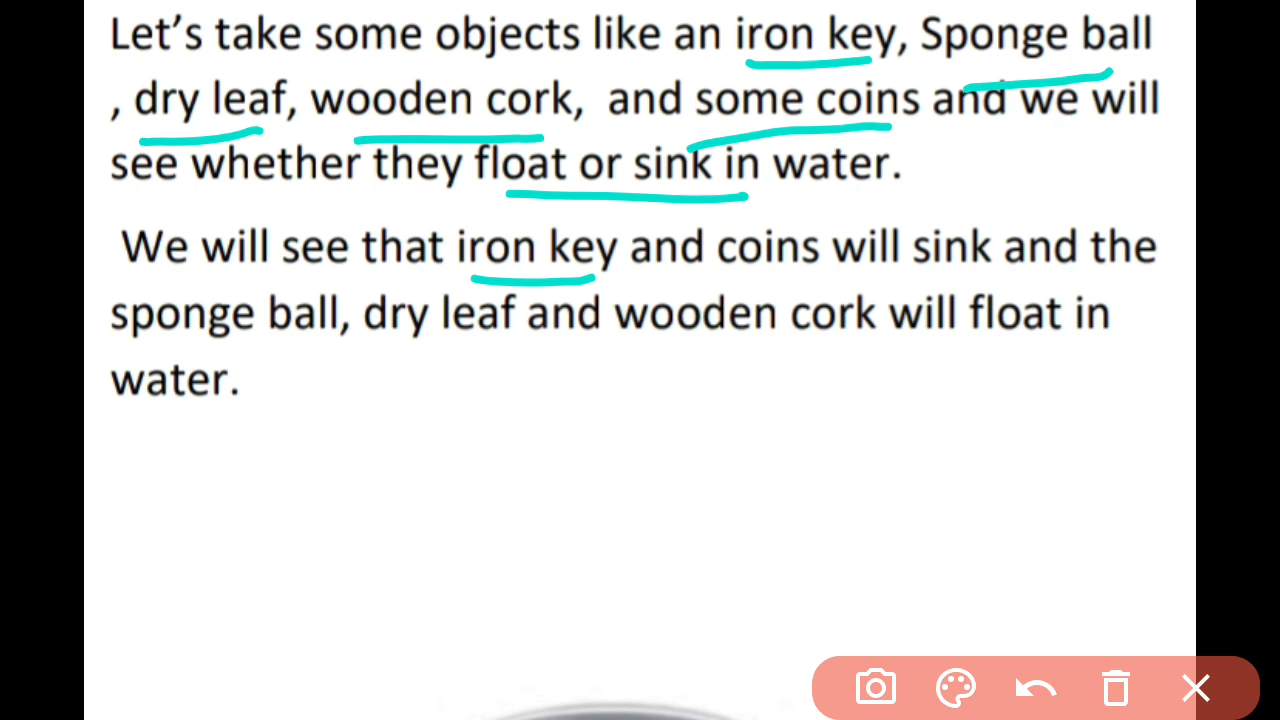 Let’s take some objects like an iron key, Sponge ball
, dry leaf, wooden cork,  and some coins and we will
see whether they float or sink in water.
We will see that iron key and coins will sink and the
sponge ball, dry leaf and wooden cork will float in
water.